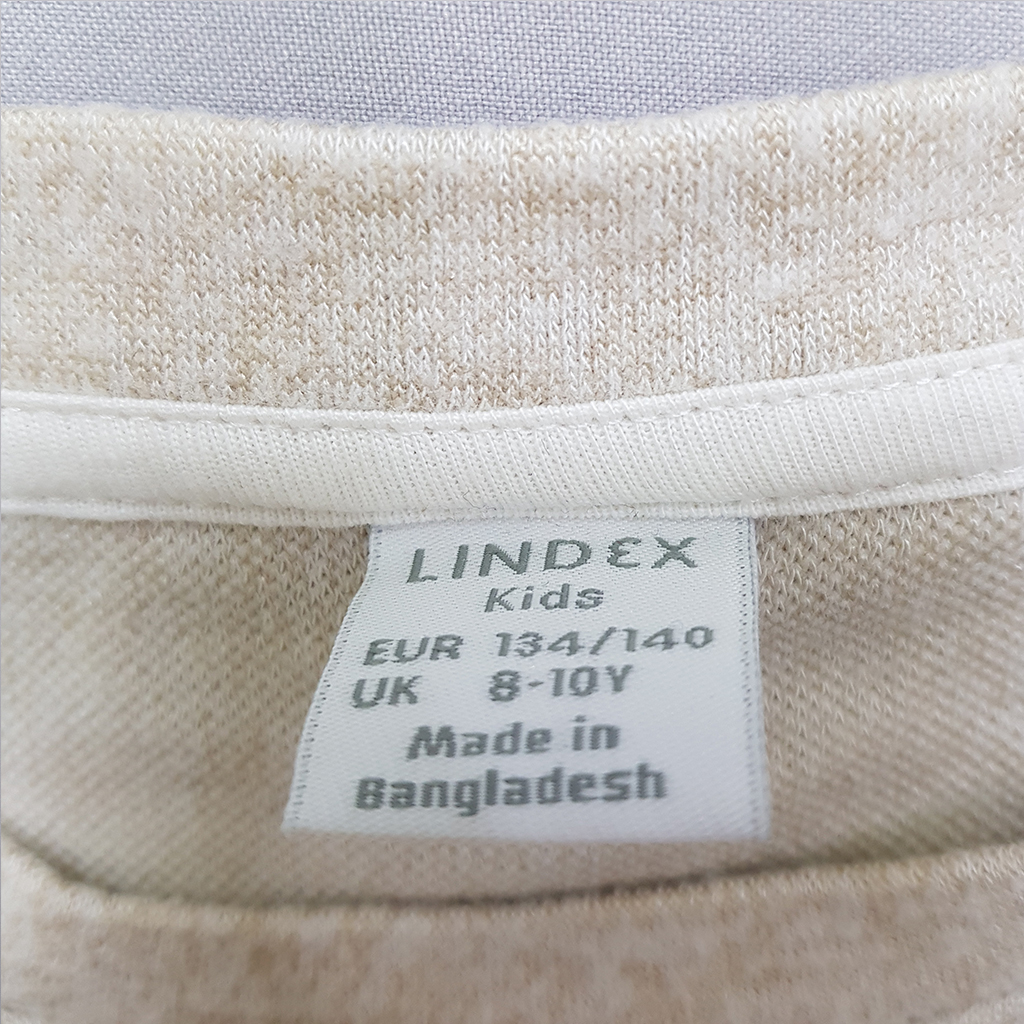 LINDEX
Kids
EUR 134/140
UK 8-10Y
Made in
Bangladesh